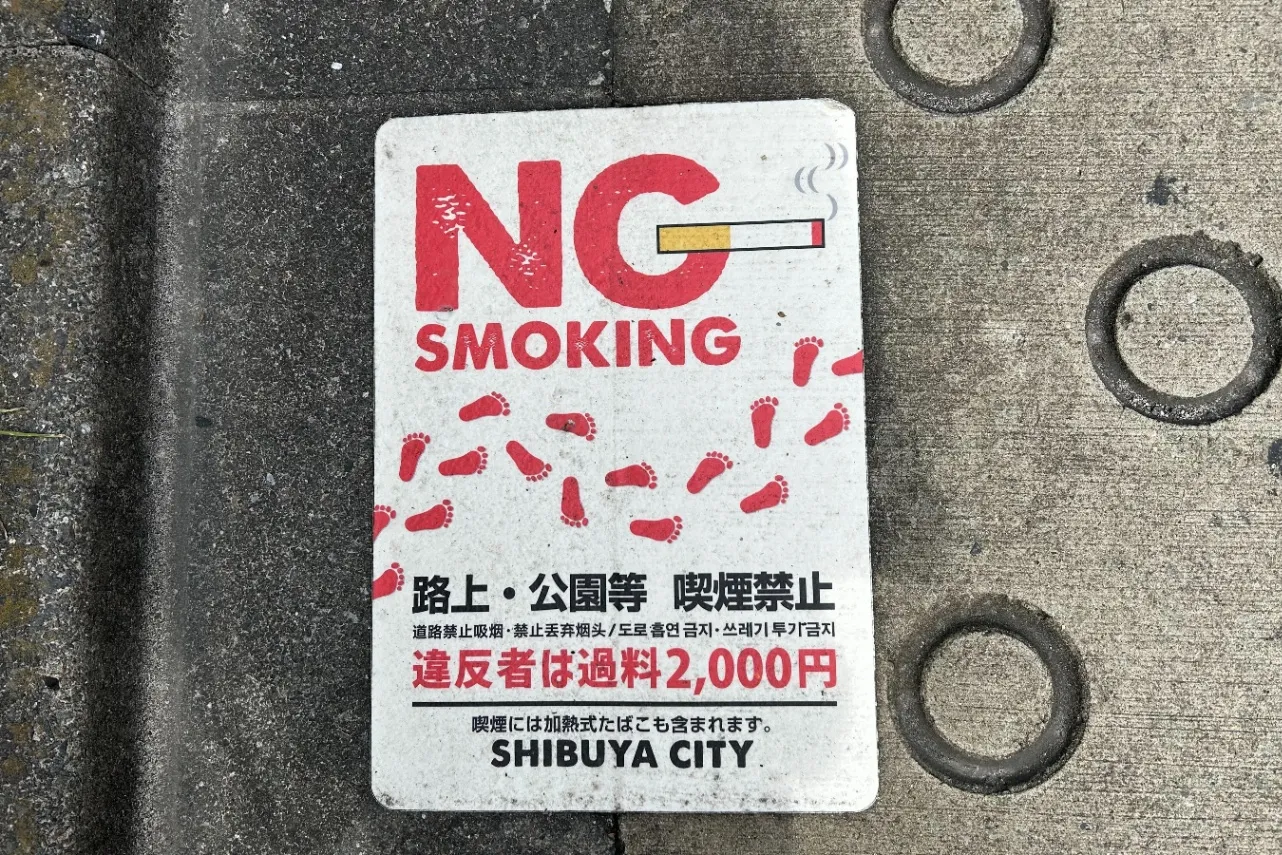 NO
SMOKING
路上・公園等 喫煙禁止
道路禁止吸烟·禁止丢弃烟头/도로 흡연 금지·쓰레기 투기 금지
違反者は過料2,000円
喫煙には加熱式たばこも含まれます。
SHIBUYA CITY